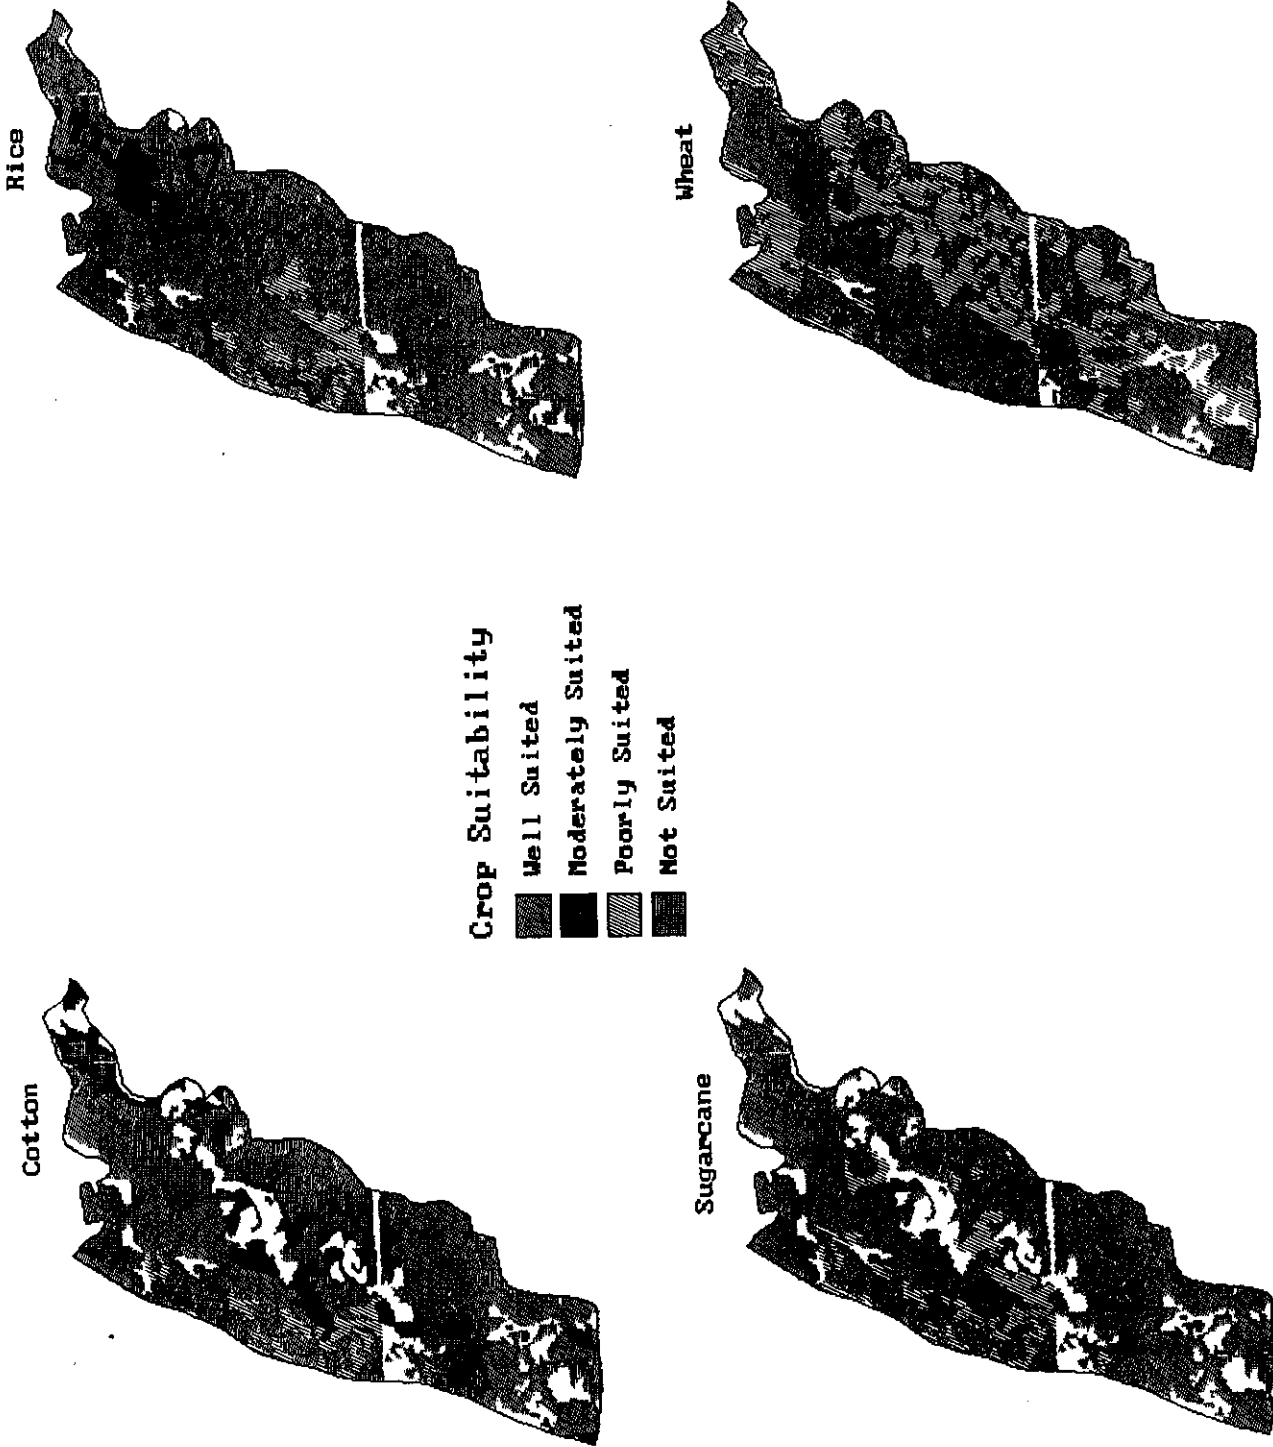 Cotton
Rice
Crop Suitability
Well Suited
Moderately Suited
Poorly Suited
Not Suited
Sugarcane
Wheat